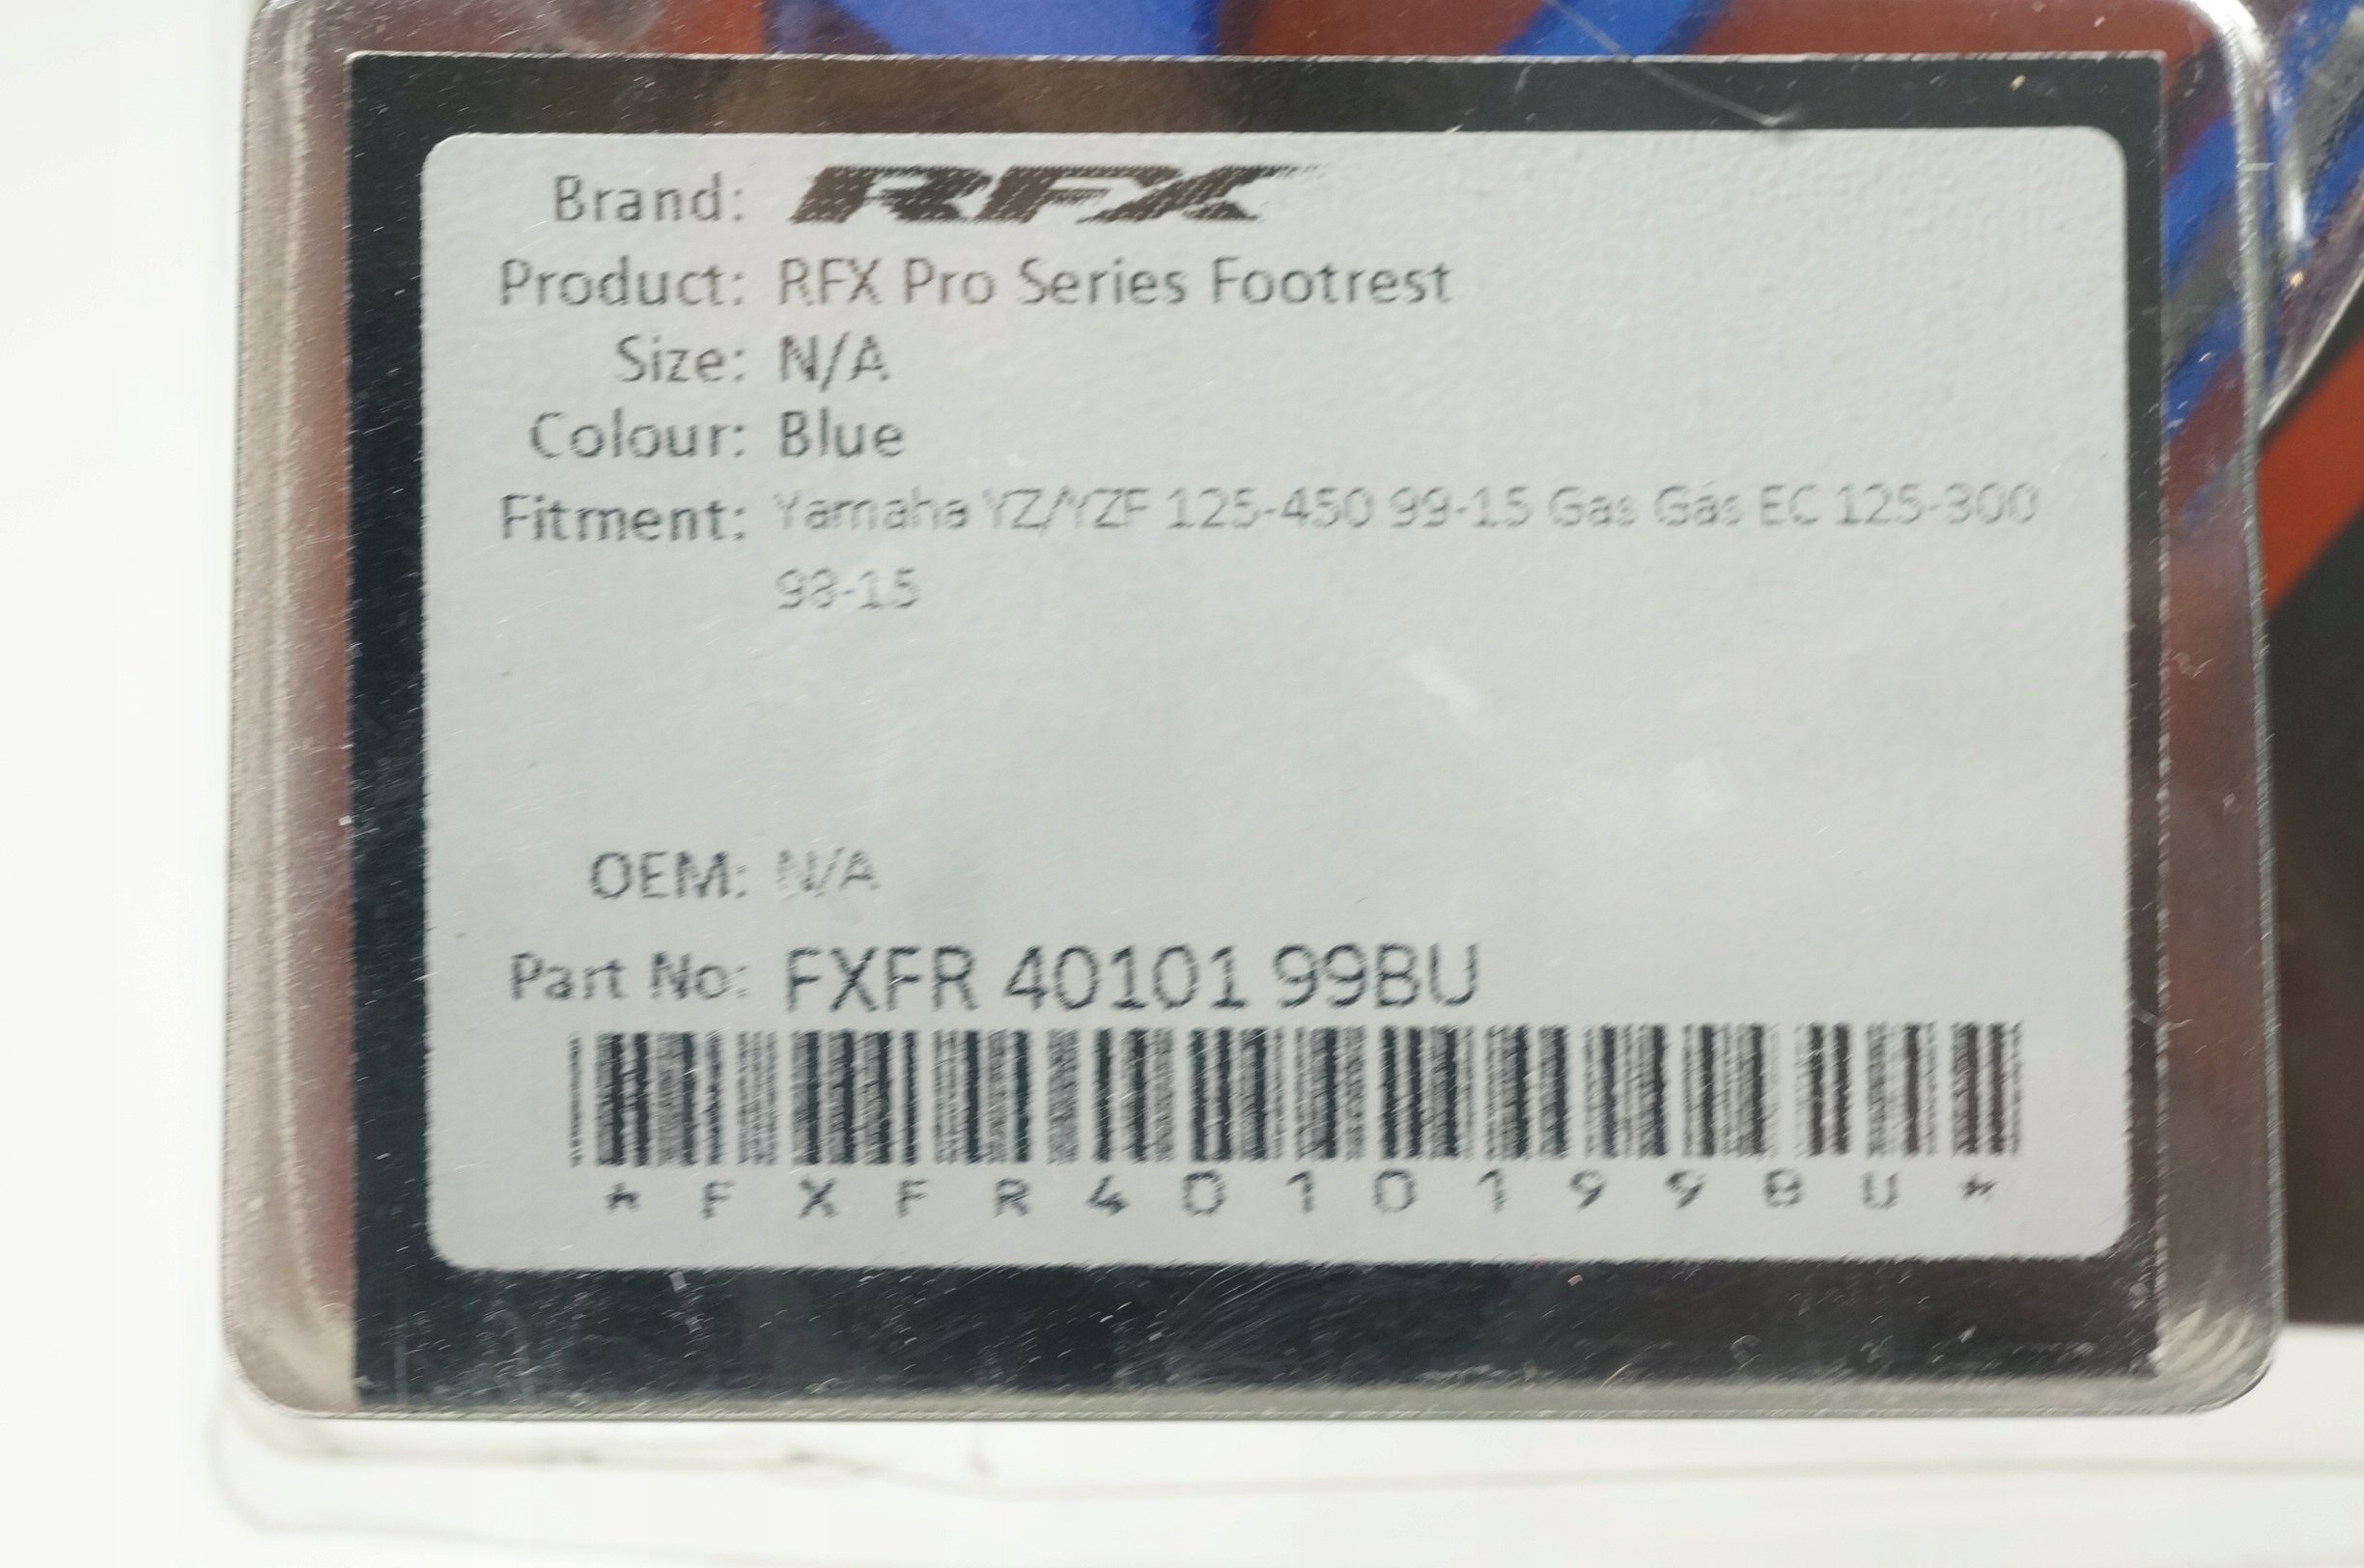 Brand: RFX
Product: RFX Pro Series Footrest
Size: N/A
Colour: Blue
Fitment: Yamaha YZ/YZF 125-450 99-15 Gas Gas EC 125-300
98-15
OEM: N/A
Part No: FXFR 40101 99BU
*FXFR4010199BU*